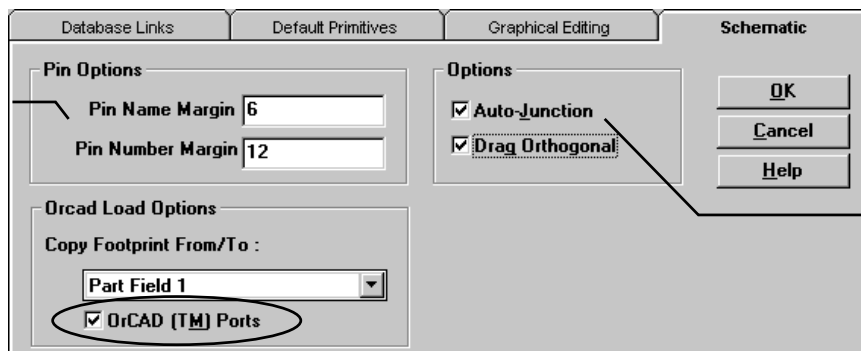 Database Links
Default Primitives
Graphical Editing
Schematic
Pin Options
Pin Name Margin 6
Pin Number Margin 12
Options
Auto-Junction
Drag Orthogonal
OK
Cancel
Help
Orcad Load Options
Copy Footprint From/To :
Part Field 1
OrCAD (TM) Ports